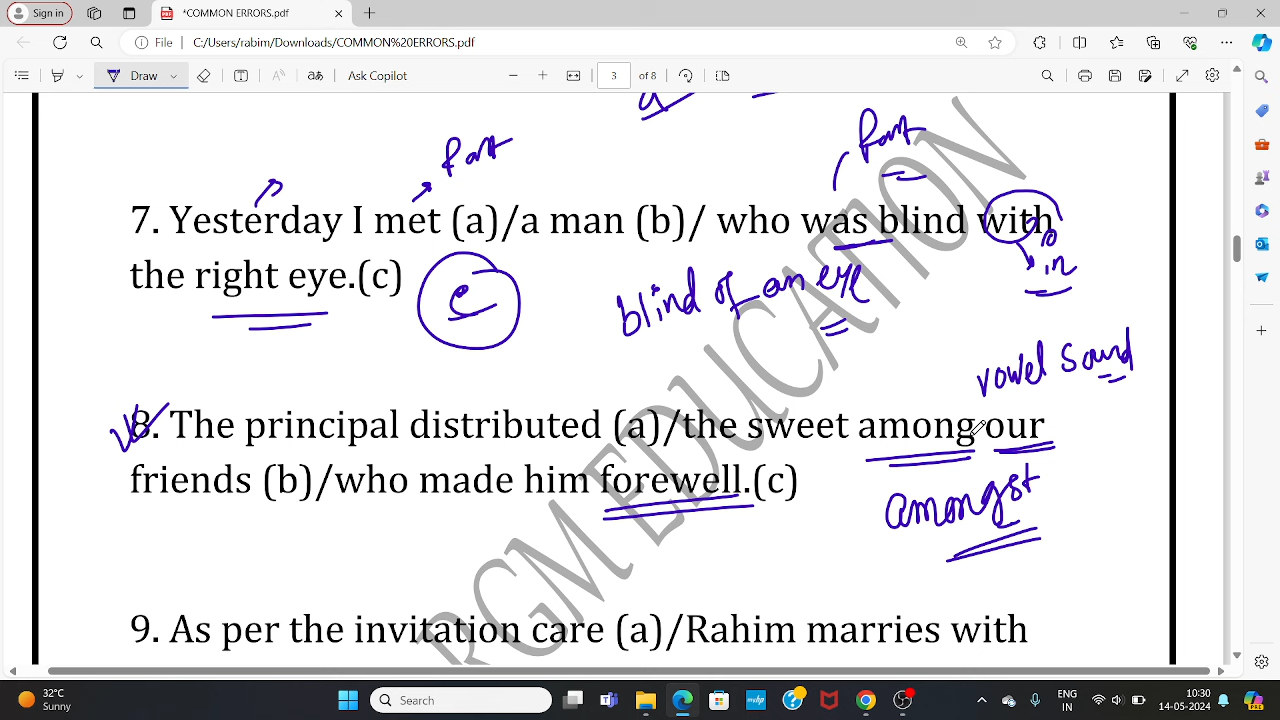 Sign in
*COMMON ERRORS.pdf
File
C:/Users/rabim/Downloads/COMMON%20ERRORS.pdf
Draw
Ask Copilot
3 of 8
Past
Past
7. Yesterday I met (a)/a man (b)/ who was blind with
the right eye.(c)
in
c
blind of an eye
vowel sound
8. The principal distributed (a)/the sweet among our
friends (b)/who made him forewell.(c)
amongst
9. As per the invitation care (a)/Rahim marries with
RGM EDUCATION
32°C
Sunny
Search
ENG
IN
10:30
14-05-2024